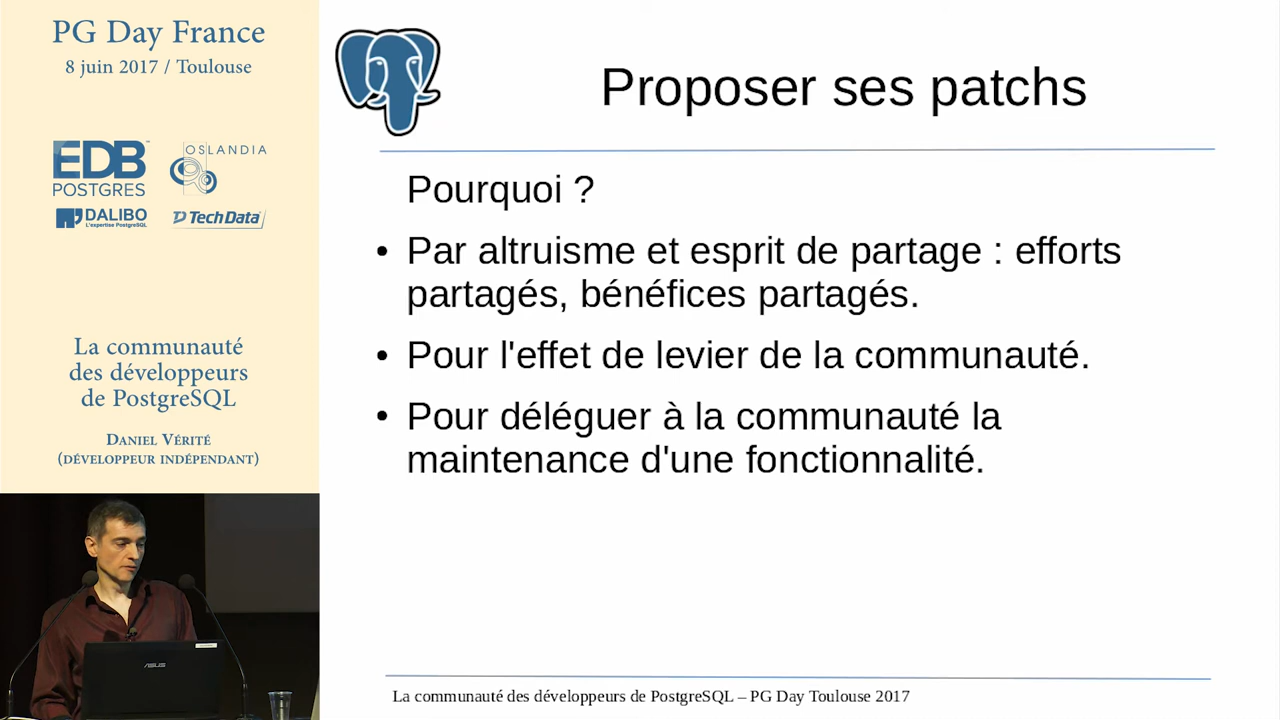 PG Day France
8 juin 2017 / Toulouse
EDB
POSTGRES
OSLANDIA
DALIBO
L'expertise PostgreSQL
TechData
La communauté
des développeurs
de PostgreSQL
Daniel Vérité
(développeur indépendant)
Proposer ses patchs
Pourquoi ?
• Par altruisme et esprit de partage : efforts
partagés, bénéfices partagés.
• Pour l'effet de levier de la communauté.
• Pour déléguer à la communauté la
maintenance d'une fonctionnalité.
La communauté des développeurs de PostgreSQL – PG Day Toulouse 2017
ASUS